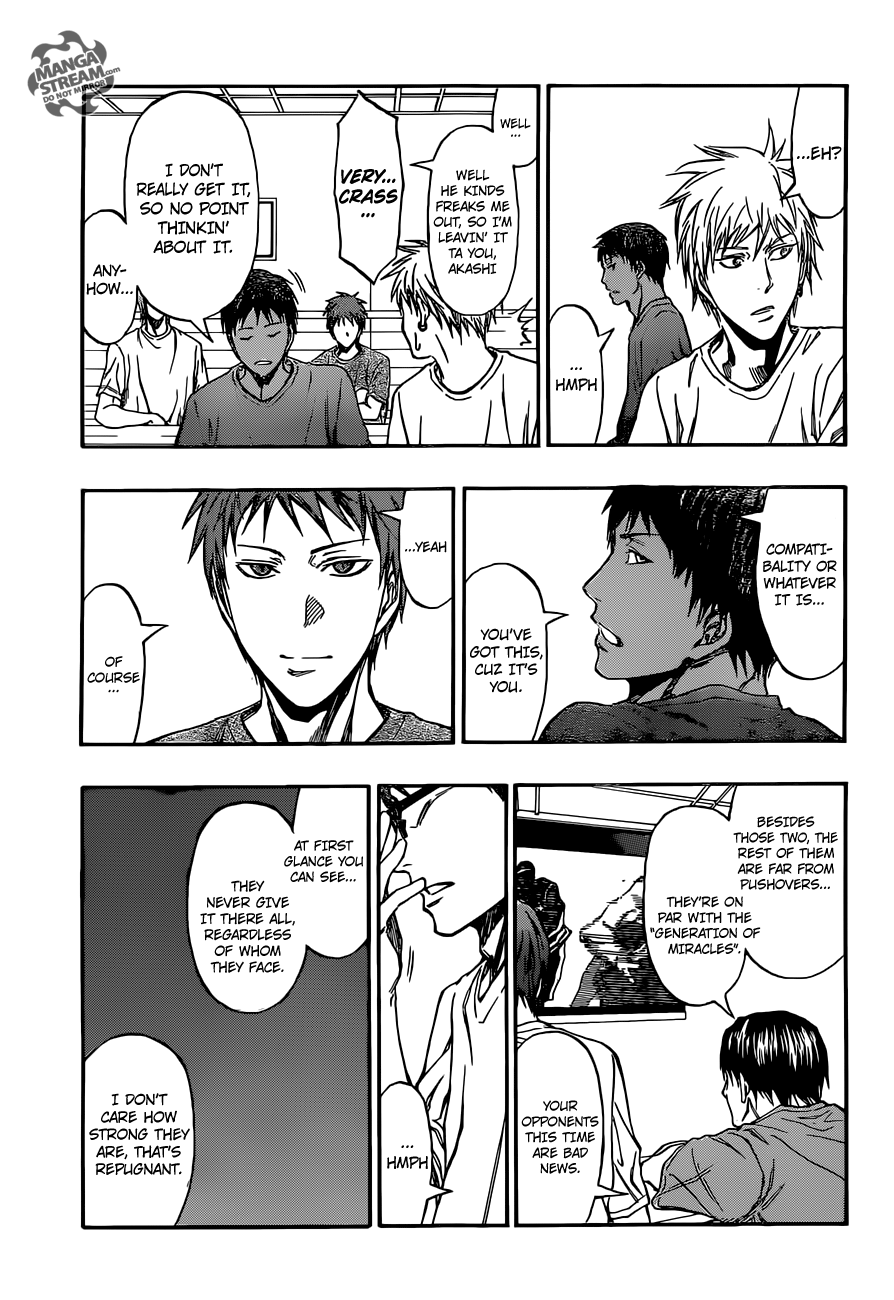 MANGA
STREAM.com
DO NOT MIRROR
...EH?
...
HMPH
WELL
...
WELL
HE KINDS
FREAKS ME
OUT, SO I'M
LEAVIN' IT
TA YOU,
AKASHI
VERY...
CRASS
...
I DON'T
REALLY GET IT,
SO NO POINT
THINKIN'
ABOUT IT.
ANY-
HOW...
COMPATI-
BALITY OR
WHATEVER
IT IS...
YOU'VE
GOT THIS,
CUZ IT'S
YOU.
...YEAH
OF
COURSE
...
BESIDES
THOSE TWO, THE
REST OF THEM
ARE FAR FROM
PUSHOVERS...
THEY'RE ON
PAR WITH THE
"GENERATION OF
MIRACLES".
YOUR
OPPONENTS
THIS TIME
ARE BAD
NEWS.
...
HMPH
AT FIRST
GLANCE YOU
CAN SEE...
THEY
NEVER GIVE
IT THERE ALL,
REGARDLESS
OF WHOM
THEY FACE.
I DON'T
CARE HOW
STRONG THEY
ARE, THAT'S
REPUGNANT.